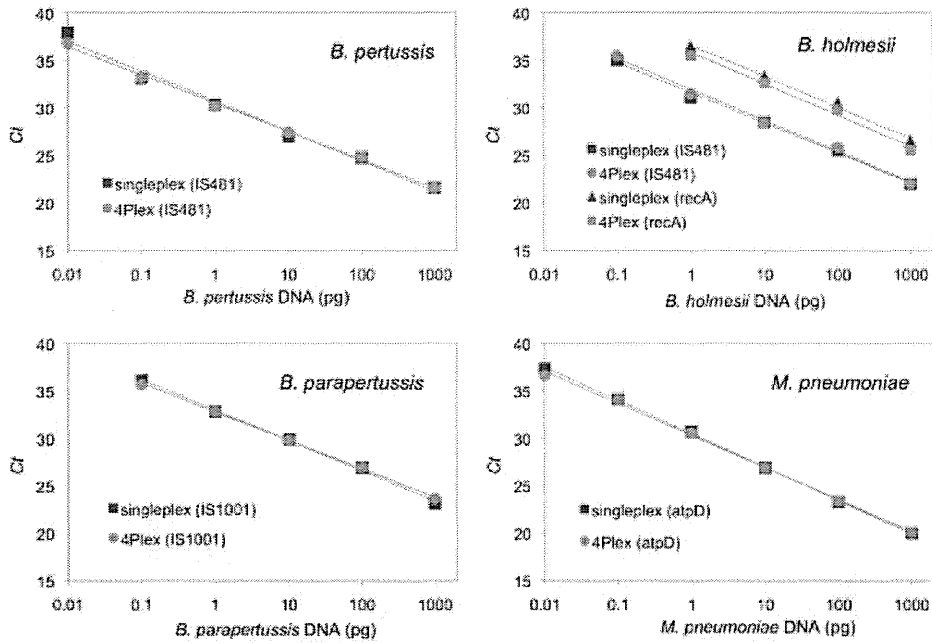 B. pertussis
40
35
30
25
20
15
Ct
singleplex (IS481)
4Plex (IS481)
0.01 0.1 1 10 100 1000
B. pertussis DNA (pg)
B. holmesii
40
35
30
25
20
15
Ct
singleplex (IS481)
4Plex (IS481)
singleplex (recA)
4Plex (recA)
0.01 0.1 1 10 100 1000
B. holmesii DNA (pg)
B. parapertussis
40
35
30
25
20
15
Ct
singleplex (IS1001)
4Plex (IS1001)
0.01 0.1 1 10 100 1000
B. parapertussis DNA (pg)
M. pneumoniae
40
35
30
25
20
15
Ct
singleplex (atpD)
4Plex (atpD)
0.01 0.1 1 10 100 1000
M. pneumoniae DNA (pg)